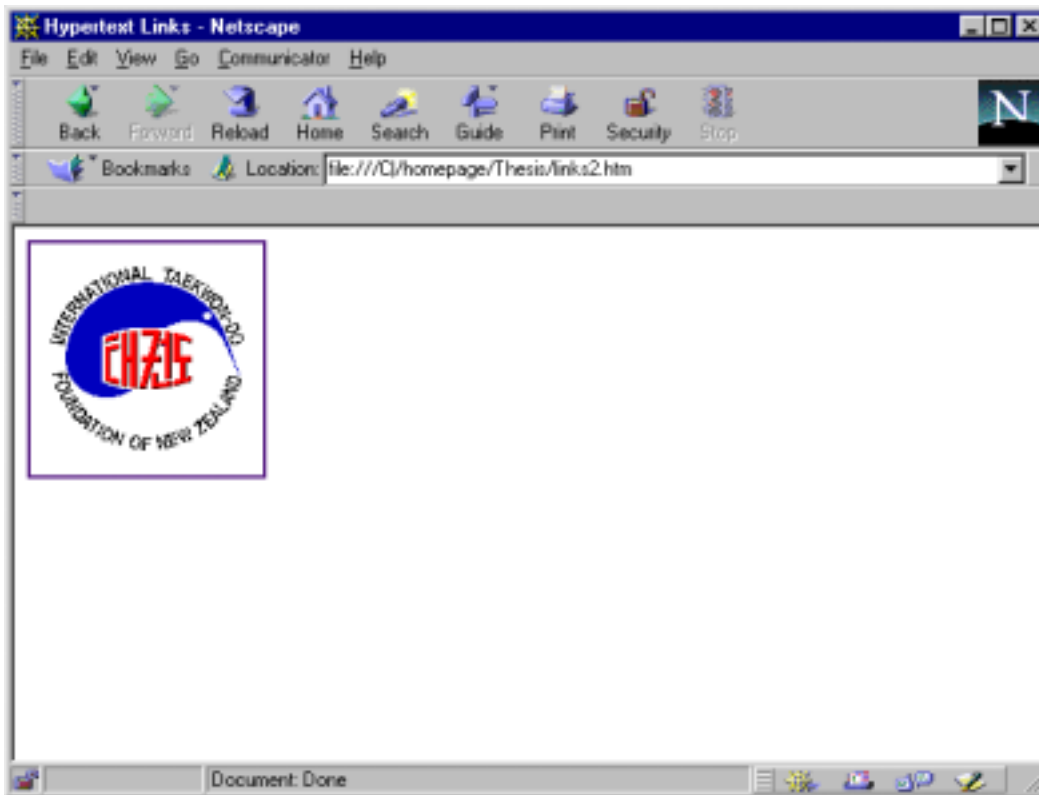 Hypertext Links - Netscape
File Edit View Go Communicator Help
Back Forward Reload Home Search Guide Print Security Stop
N
Bookmarks Location: file:///C|/homepage/Thesis/links2.htm
INTERNATIONAL TAEKWON-DO
FOUNDATION OF NEW ZEALAND
Document: Done